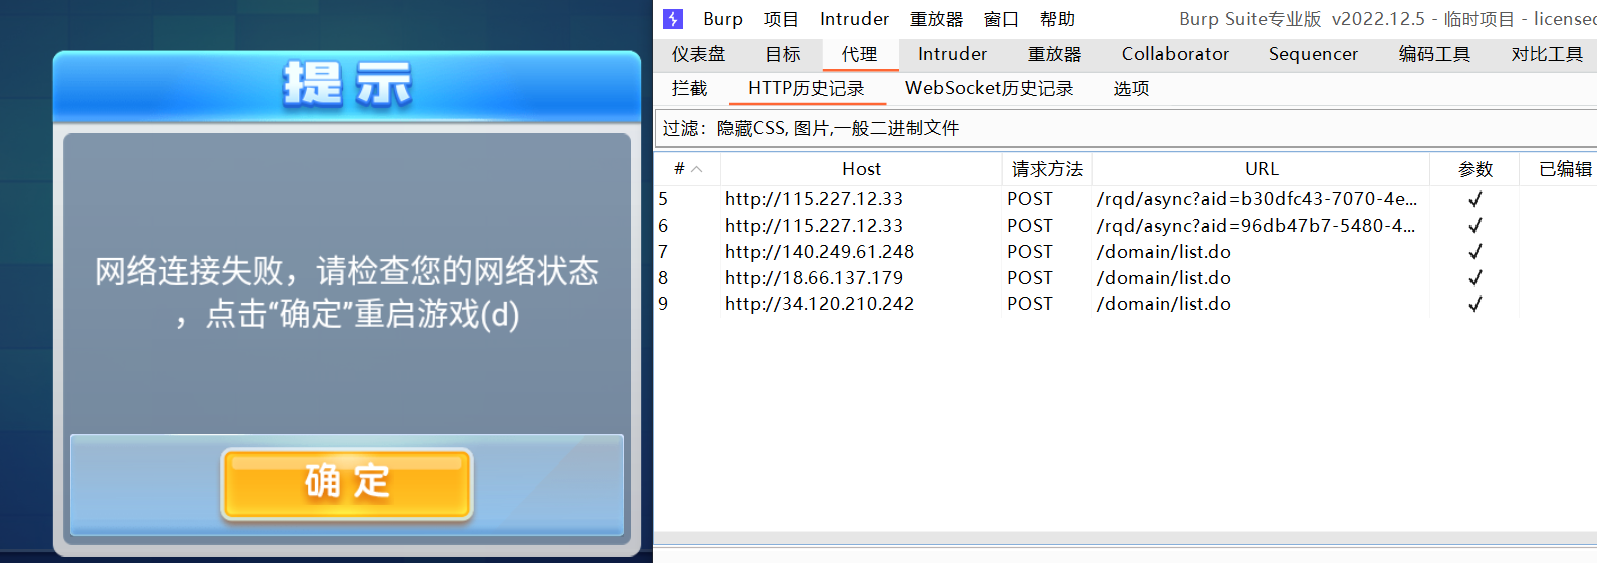 提示
网络连接失败，请检查您的网络状态
，点击“确定”重启游戏(d)
确定
Burp 项目 Intruder 重放器 窗口 帮助 Burp Suite专业版 v2022.12.5 - 临时项目 - licensed
仪表盘 目标 代理 Intruder 重放器 Collaborator Sequencer 编码工具 对比工具
拦截 HTTP历史记录 WebSocket历史记录 选项
过滤：隐藏CSS, 图片,一般二进制文件
# Host 请求方法 URL 参数 已编辑
5 http://115.227.12.33 POST /rqd/async?aid=b30dfc43-7070-4e... ✓
6 http://115.227.12.33 POST /rqd/async?aid=96db47b7-5480-4... ✓
7 http://140.249.61.248 POST /domain/list.do ✓
8 http://18.66.137.179 POST /domain/list.do ✓
9 http://34.120.210.242 POST /domain/list.do ✓